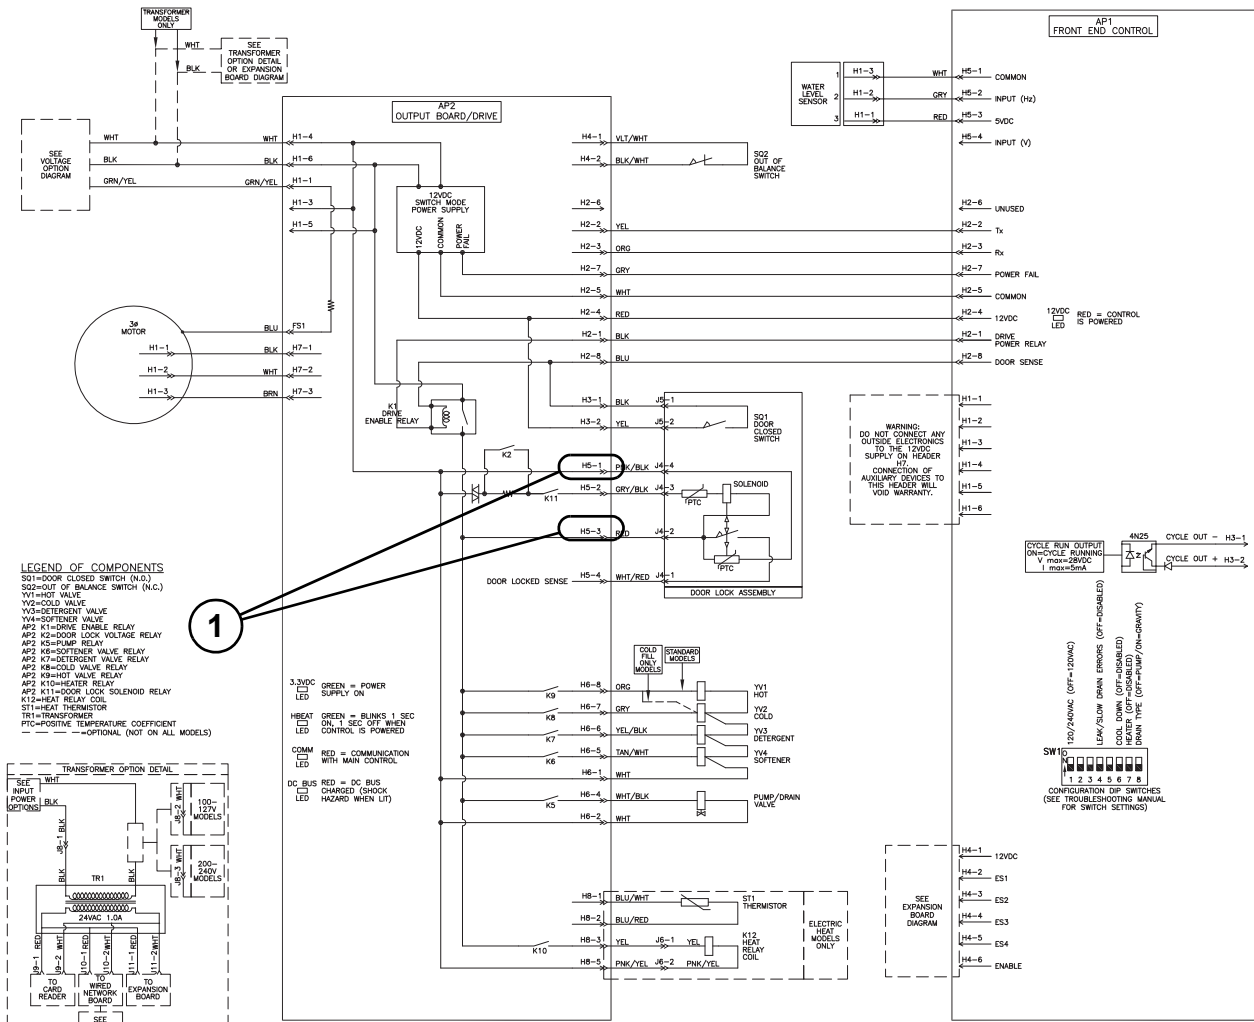 TRANSFORMER
MODELS
ONLY
WHT
SEE
TRANSFORMER
OPTION DETAIL
OR EXPANSION
BOARD DIAGRAM
BLK
SEE
VOLTAGE
OPTION
DIAGRAM
WHT
BLK
GRN/YEL
WHT
BLK
GRN/YEL
AP2
OUTPUT BOARD/DRIVE
H1-4
H1-6
H1-1
H1-3
H1-5
12VDC
SWITCH MODE
POWER SUPPLY
12VDC
COMMON
POWER
FAIL
3ø
MOTOR
H1-1
H1-2
H1-3
BLU
BLK
WHT
BRN
FS1
H7-1
H7-2
H7-3
K1
DRIVE
ENABLE RELAY
K2
K11
H4-1 VLT/WHT
H4-2 BLK/WHT
SQ2
OUT OF
BALANCE
SWITCH
H2-6
H2-2 YEL
H2-3 ORG
H2-7 GRY
H2-5 WHT
H2-4 RED
H2-1 BLK
H2-8 BLU
H3-1 BLK J5-1
H3-2 YEL J5-2
SQ1
DOOR
CLOSED
SWITCH
H5-1 PNK/BLK J4-4
H5-2 GRY/BLK J4-3
PTC
SOLENOID
H5-3 RED J4-2
PTC
DOOR LOCKED SENSE H5-4 WHT/RED J4-1
DOOR LOCK ASSEMBLY
1
AP1
FRONT END CONTROL
WATER
LEVEL
SENSOR
1
2
3
H1-3
H1-2
H1-1
WHT
GRY
RED
H5-1 COMMON
H5-2 INPUT (Hz)
H5-3 5VDC
H5-4 INPUT (V)
H2-6 UNUSED
H2-2 Tx
H2-3 Rx
H2-7 POWER FAIL
H2-5 COMMON
H2-4 12VDC
H2-1 DRIVE
POWER RELAY
H2-8 DOOR SENSE
12VDC
LED
RED = CONTROL
IS POWERED
WARNING:
DO NOT CONNECT ANY
OUTSIDE ELECTRONICS
TO THE 12VDC
SUPPLY ON HEADER
H7.
CONNECTION OF
AUXILIARY DEVICES TO
THIS HEADER WILL
VOID WARRANTY.
H1-1
H1-2
H1-3
H1-4
H1-5
H1-6
CYCLE RUN OUTPUT
ON=CYCLE RUNNING
V max=28VDC
I max=5mA
4N25
CYCLE OUT - H3-1
CYCLE OUT + H3-2
LEGEND OF COMPONENTS
SQ1=DOOR CLOSED SWITCH (N.O.)
SQ2=OUT OF BALANCE SWITCH (N.C.)
YV1=HOT VALVE
YV2=COLD VALVE
YV3=DETERGENT VALVE
YV4=SOFTENER VALVE
AP2 K1=DRIVE ENABLE RELAY
AP2 K2=DOOR LOCK VOLTAGE RELAY
AP2 K5=PUMP RELAY
AP2 K6=SOFTENER VALVE RELAY
AP2 K7=DETERGENT VALVE RELAY
AP2 K8=COLD VALVE RELAY
AP2 K9=HOT VALVE RELAY
AP2 K10=HEATER RELAY
AP2 K11=DOOR LOCK SOLENOID RELAY
K12=HEAT RELAY COIL
ST1=HEAT THERMISTOR
TR1=TRANSFORMER
PTC=POSITIVE TEMPERATURE COEFFICIENT
=OPTIONAL (NOT ON ALL MODELS)
3.3VDC
LED
GREEN = POWER
SUPPLY ON
HBEAT
LED
GREEN = BLINKS 1 SEC
ON, 1 SEC OFF WHEN
CONTROL IS POWERED
COMM
LED
RED = COMMUNICATION
WITH MAIN CONTROL
DC BUS
LED
RED = DC BUS
CHARGED (SHOCK
HAZARD WHEN LIT)
COLD
FILL
ONLY
MODELS
STANDARD
MODELS
K9 H6-8 ORG
YV1
HOT
K8 H6-7 GRY
YV2
COLD
K7 H6-6 YEL/BLK
YV3
DETERGENT
K6 H6-5 TAN/WHT
YV4
SOFTENER
H6-1 WHT
K5 H6-4 WHT/BLK
PUMP/DRAIN
VALVE
H6-2 WHT
H8-1 BLU/WHT
ST1
THERMISTOR
H8-2 BLU/RED
K10 H8-3 YEL J6-1 YEL
K12
HEAT
RELAY
COIL
H8-5 PNK/YEL J6-2 PNK/YEL
ELECTRIC
HEAT
MODELS
ONLY
120/240VAC (OFF=120VAC)
LEAK/SLOW DRAIN ERRORS (OFF=DISABLED)
COOL DOWN (OFF=DISABLED)
HEATER (OFF=DISABLED)
DRAIN TYPE (OFF=PUMP/ON=GRAVITY)
SW1
O
N
1 2 3 4 5 6 7 8
CONFIGURATION DIP SWITCHES
(SEE TROUBLESHOOTING MANUAL
FOR SWITCH SETTINGS)
SEE
EXPANSION
BOARD
DIAGRAM
H4-1 12VDC
H4-2 ES1
H4-3 ES2
H4-4 ES3
H4-5 ES4
H4-6 ENABLE
TRANSFORMER OPTION DETAIL
SEE
INPUT
POWER
OPTIONS
WHT
BLK
J8-1 BLK
BLK
BLK
J8-2 WHT
100-
127V
MODELS
J8-3 WHT
200-
240V
MODELS
TR1
24VAC 1.0A
J9-1 RED
J9-2 WHT
J10-1 RED
J10-2 WHT
J11-1 RED
J11-2 WHT
TO
CARD
READER
TO
WIRED
NETWORK
BOARD
TO
EXPANSION
BOARD
SEE